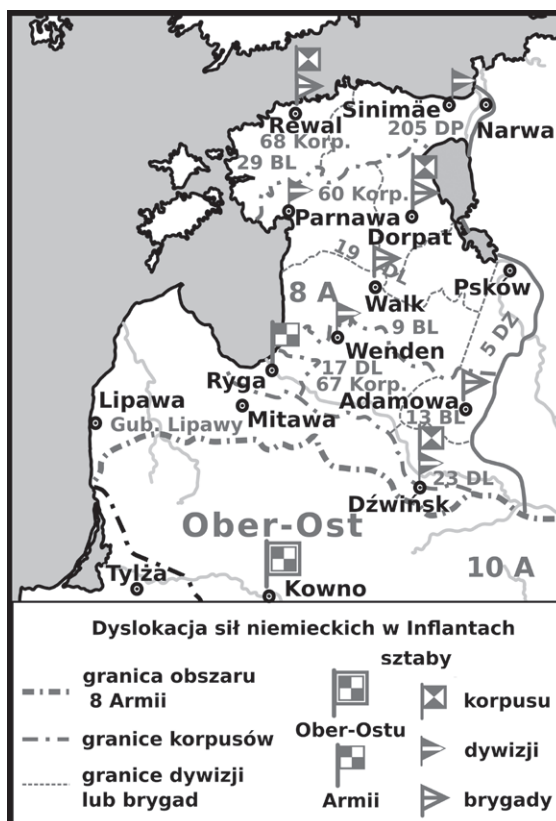 Sinimäe
Narwa
Rewal
205 DP
68 Korp.
29 BL
60 Korp.
Parnawa
Dorpat
19 DL
Psków
8 A
Walk
9 BL
5 DZ
Wenden
17 DL
Ryga
67 Korp.
Adamowa
Lipawa
Mitawa
13 BL
Gub. Lipawy
23 DL
Dźwińsk
Ober-Ost
10 A
Tylża
Kowno
Dyslokacja sił niemieckich w Inflantach
sztaby
granica obszaru
8 Armii
korpusu
Ober-Ostu
granice korpusów
dywizji
granice dywizji
lub brygad
Armii
brygady